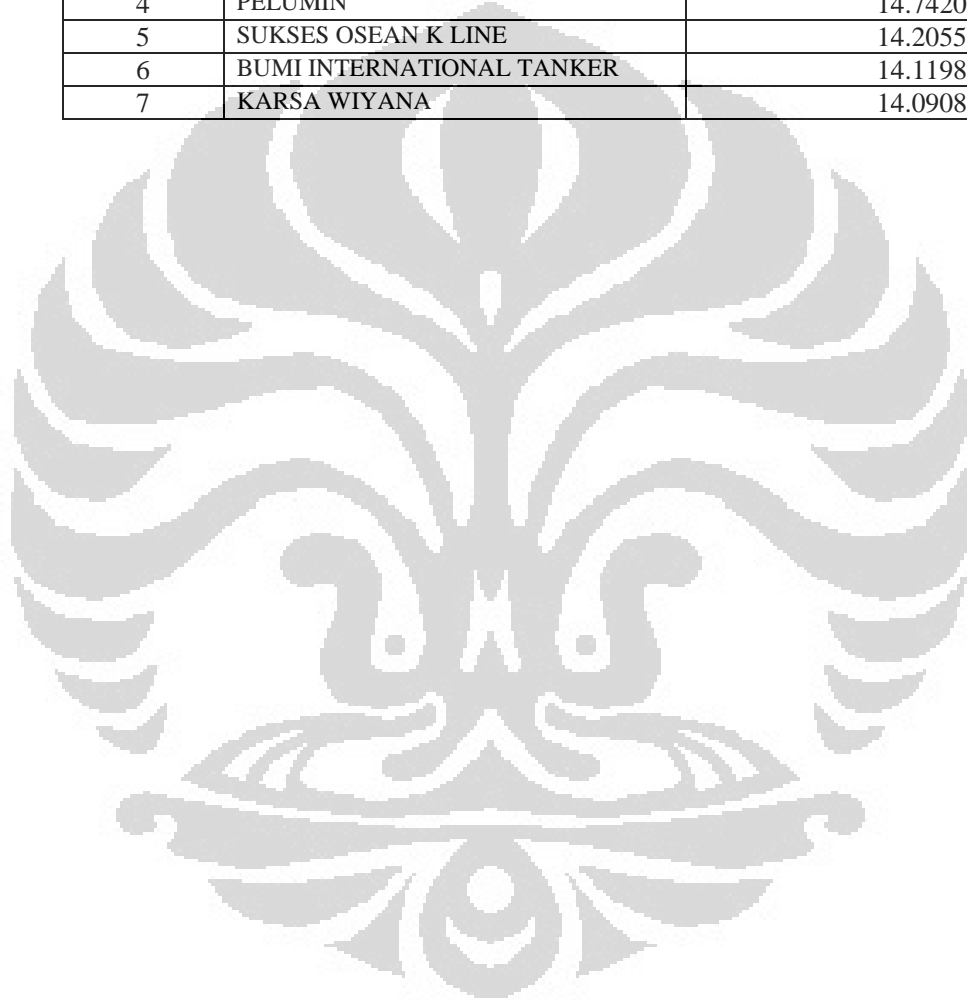 4 PELUMIN 14.7420
5 SUKSES OSEAN K LINE 14.2055
6 BUMI INTERNATIONAL TANKER 14.1198
7 KARSA WIYANA 14.0908